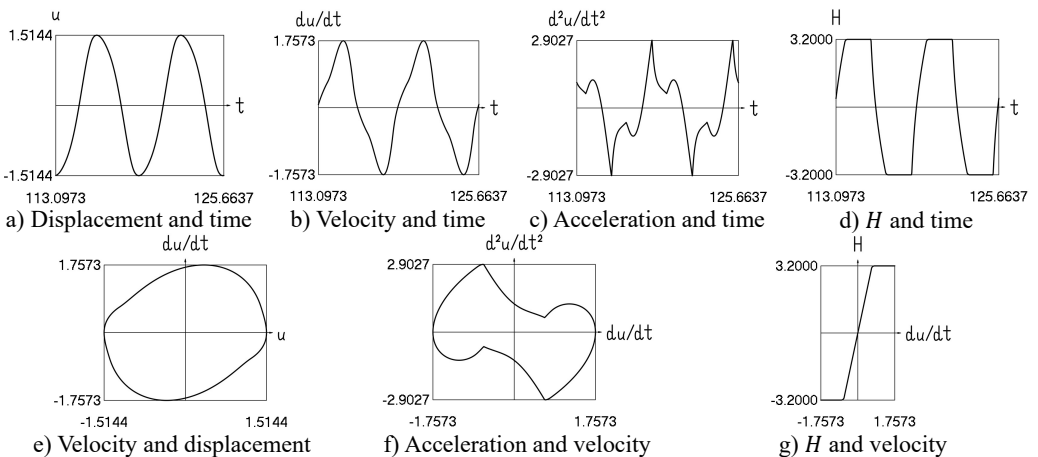 u
1.5144
t
-1.5144
113.0973 125.6637
a) Displacement and time
du/dt
1.7573
t
-1.7573
113.0973 125.6637
b) Velocity and time
d²u/dt²
2.9027
t
-2.9027
113.0973 125.6637
c) Acceleration and time
H
3.2000
t
-3.2000
113.0973 125.6637
d) H and time
du/dt
1.7573
u
-1.7573
-1.5144 1.5144
e) Velocity and displacement
d²u/dt²
2.9027
du/dt
-2.9027
-1.7573 1.7573
f) Acceleration and velocity
H
3.2000
du/dt
-3.2000
-1.7573 1.7573
g) H and velocity